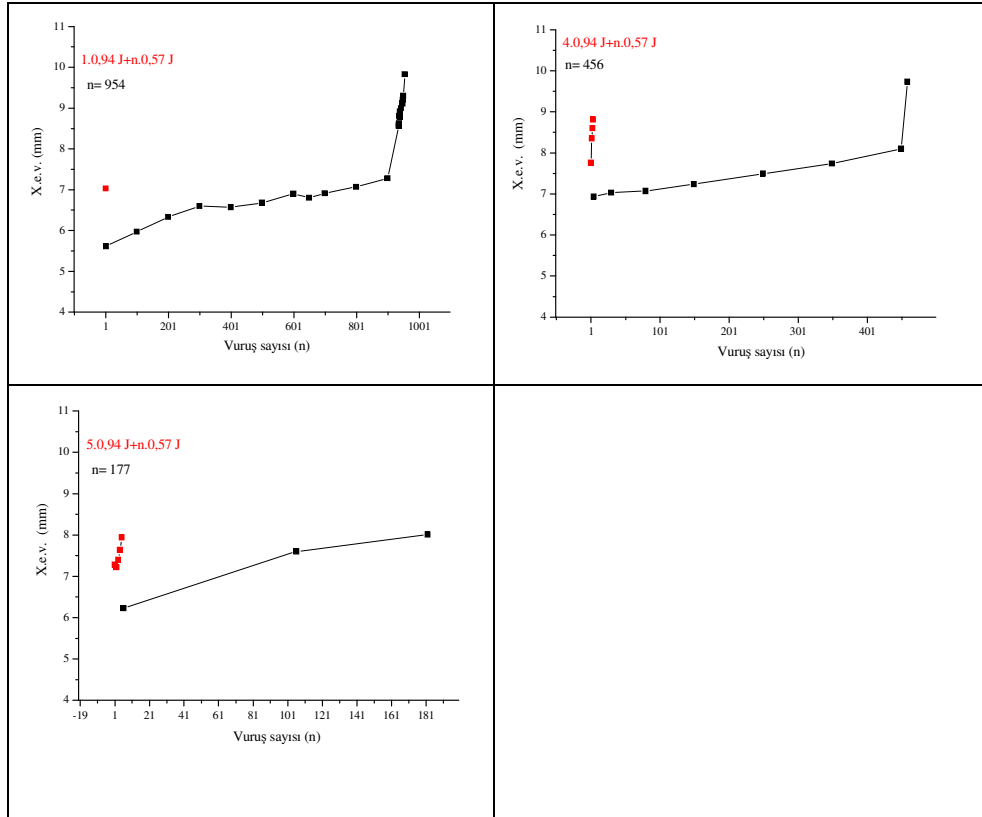 11
10
9
8
7
6
5
4
X.e.v. (mm)
1.0,94 J+n.0,57 J
n= 954
1 201 401 601 801 1001
Vuruş sayısı (n)
11
10
9
8
7
6
5
4
X.e.v. (mm)
4.0,94 J+n.0,57 J
n= 456
1 101 201 301 401
Vuruş sayısı (n)
11
10
9
8
7
6
5
4
X.e.v. (mm)
5.0,94 J+n.0,57 J
n= 177
-19 1 21 41 61 81 101 121 141 161 181
Vuruş sayısı (n)